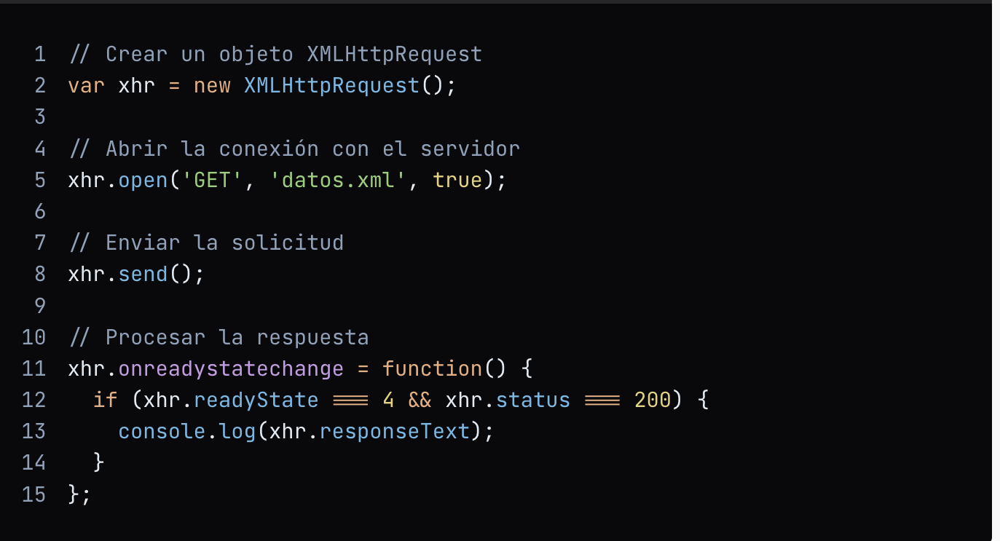 1 // Crear un objeto XMLHttpRequest
2 var xhr = new XMLHttpRequest();
3
4 // Abrir la conexión con el servidor
5 xhr.open('GET', 'datos.xml', true);
6
7 // Enviar la solicitud
8 xhr.send();
9
10 // Procesar la respuesta
11 xhr.onreadystatechange = function() {
12   if (xhr.readyState === 4 && xhr.status === 200) {
13     console.log(xhr.responseText);
14   }
15 };